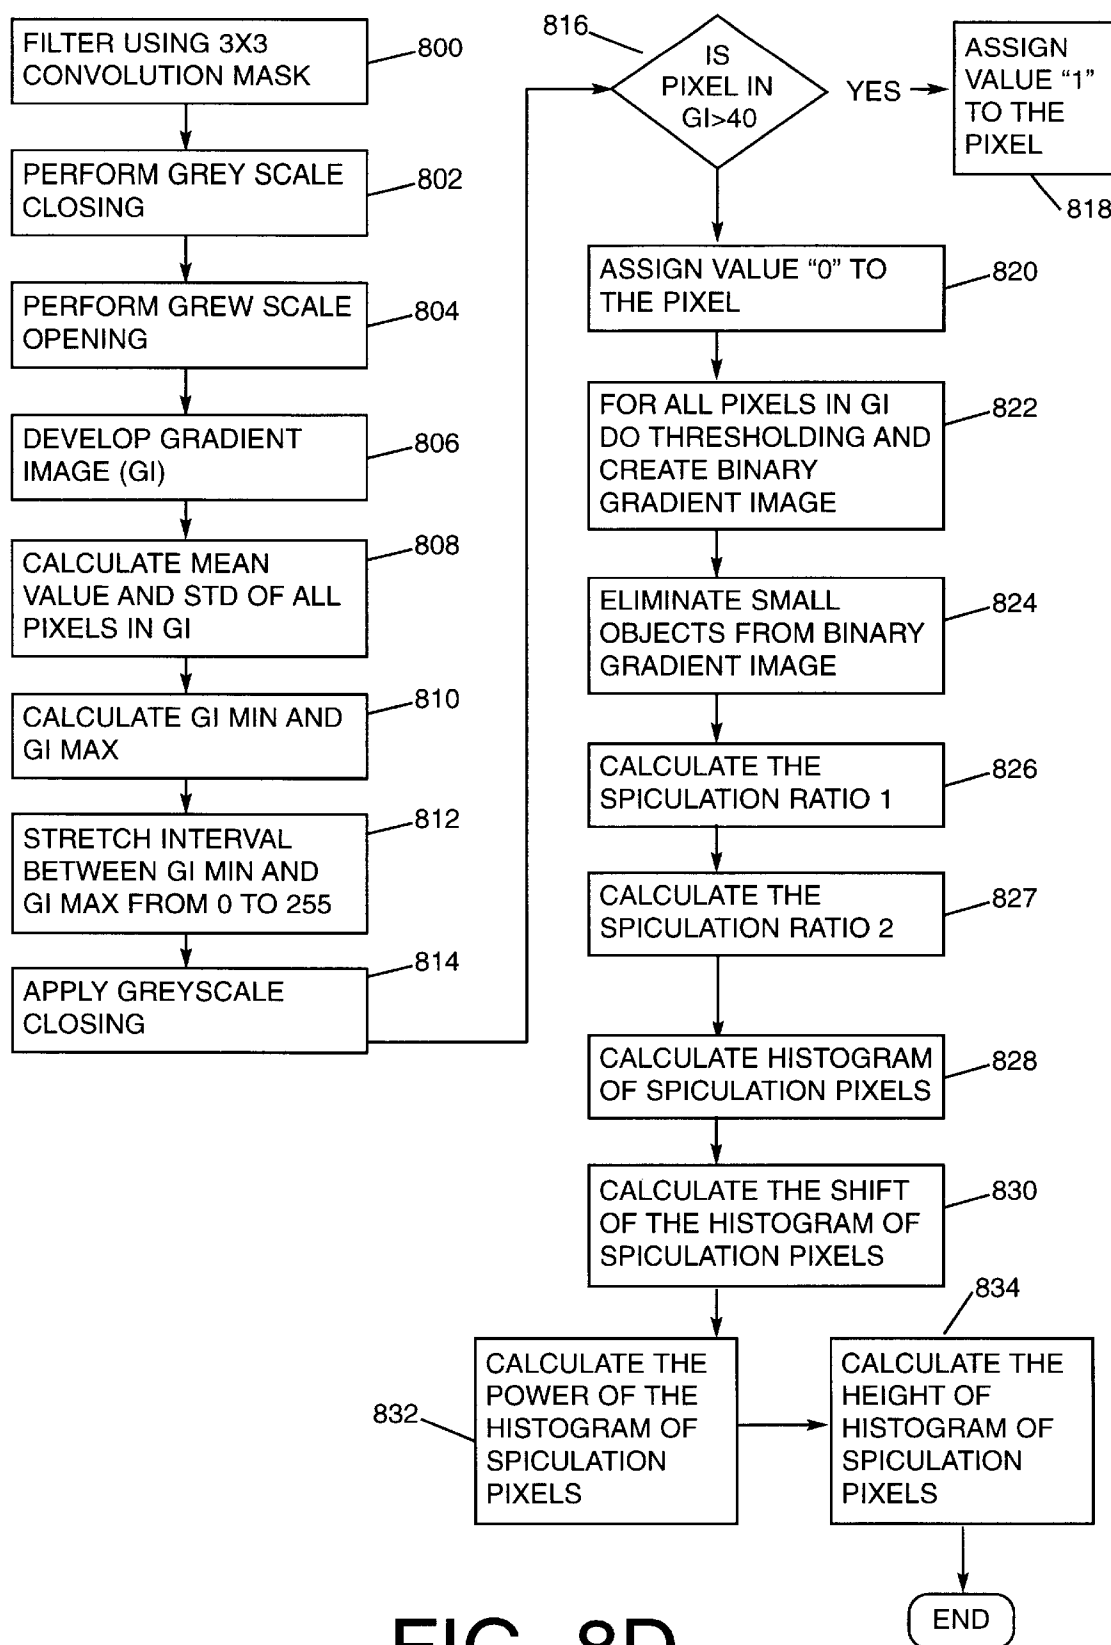 FILTER USING 3X3
CONVOLUTION MASK
800
PERFORM GREY SCALE
CLOSING
802
PERFORM GREW SCALE
OPENING
804
DEVELOP GRADIENT
IMAGE (GI)
806
CALCULATE MEAN
VALUE AND STD OF ALL
PIXELS IN GI
808
CALCULATE GI MIN AND
GI MAX
810
STRETCH INTERVAL
BETWEEN GI MIN AND
GI MAX FROM 0 TO 255
812
APPLY GREYSCALE
CLOSING
814
816
IS
PIXEL IN
GI>40
YES
ASSIGN
VALUE “1”
TO THE
PIXEL
818
ASSIGN VALUE “0” TO
THE PIXEL
820
FOR ALL PIXELS IN GI
DO THRESHOLDING AND
CREATE BINARY
GRADIENT IMAGE
822
ELIMINATE SMALL
OBJECTS FROM BINARY
GRADIENT IMAGE
824
CALCULATE THE
SPICULATION RATIO 1
826
CALCULATE THE
SPICULATION RATIO 2
827
CALCULATE HISTOGRAM
OF SPICULATION PIXELS
828
CALCULATE THE SHIFT
OF THE HISTOGRAM OF
SPICULATION PIXELS
830
832
CALCULATE THE
POWER OF THE
HISTOGRAM OF
SPICULATION
PIXELS
834
CALCULATE THE
HEIGHT OF
HISTOGRAM OF
SPICULATION
PIXELS
END
FIG. 8D